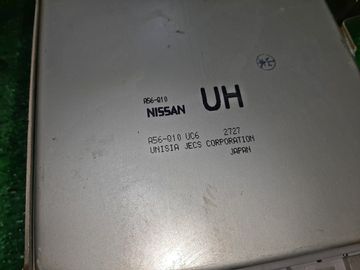 A56-Q10
NISSAN UH
A56-Q10 UC6 2727
UNISIA JECS CORPORATION
JAPAN